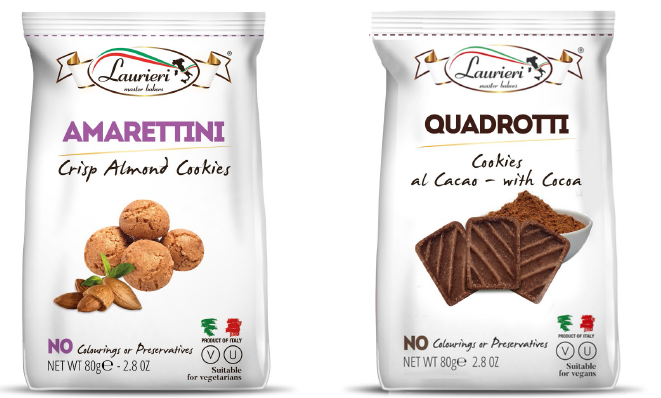 Laurieri
®
master bakers
AMARETTINI
Crisp Almond Cookies
PRODUCT OF ITALY
NO Colourings or Preservatives
V U
NET WT 80g℮ - 2.8 OZ
Suitable
for vegetarians
Laurieri
®
master bakers
QUADROTTI
Cookies
al Cacao - with Cocoa
PRODUCT OF ITALY
NO Colourings or Preservatives
V U
NET WT 80g℮ 2.8 OZ
Suitable
for vegans